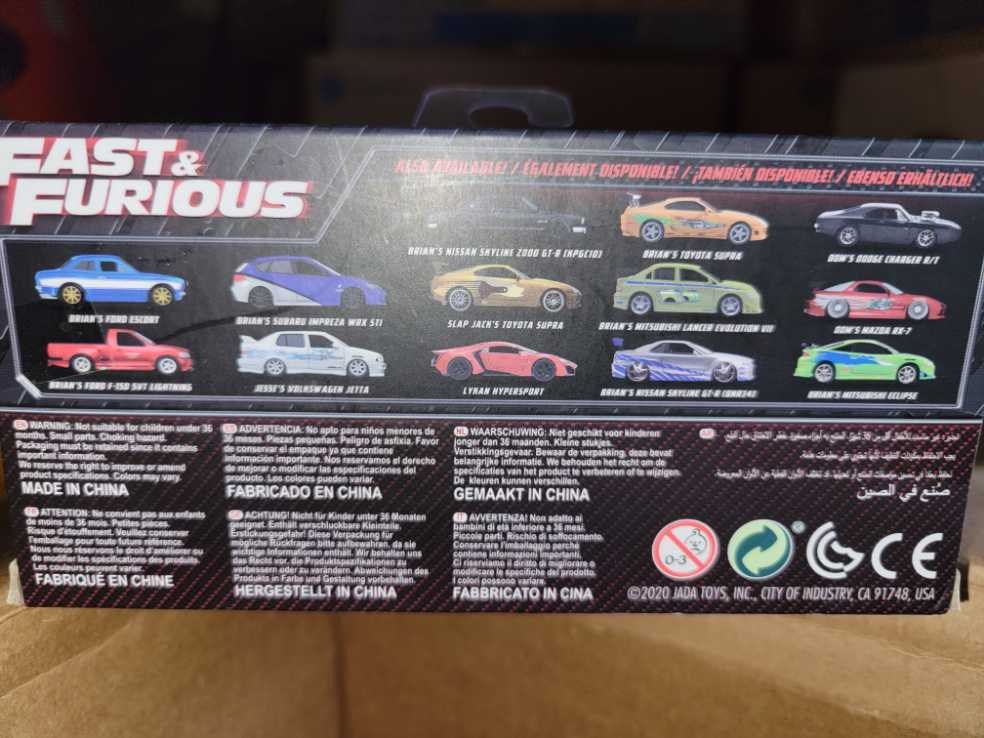 FAST &
FURIOUS
ALSO AVAILABLE! / ÉGALEMENT DISPONIBLE! / ¡TAMBIÉN DISPONIBLE! / EBENSO ERHÄLTLICH!
BRIAN'S NISSAN SKYLINE 2000 GT-R (KPGC10)
BRIAN'S TOYOTA SUPRA
DOM'S DODGE CHARGER R/T
BRIAN'S FORD ESCORT
BRIAN'S SUBARU IMPREZA WRX STI
SLAP JACK'S TOYOTA SUPRA
BRIAN'S MITSUBISHI LANCER EVOLUTION VII
DOM'S MAZDA RX-7
BRIAN'S FORD F-150 SVT LIGHTNING
JESSE'S VOLKSWAGEN JETTA
LYKAN HYPERSPORT
BRIAN'S NISSAN SKYLINE GT-R (BNR34)
BRIAN'S MITSUBISHI ECLIPSE
EN WARNING: Not suitable for children under 36
months. Small parts. Choking hazard.
Packaging must be retained since it contains
important information.
We reserve the right to improve or amend
product specifications. Colors may vary.
MADE IN CHINA
ES ADVERTENCIA: No apto para niños menores de
36 meses. Piezas pequeñas. Peligro de asfixia. Favor
de conservar el empaque ya que contiene
información importante. Nos reservamos el derecho
de mejorar o modificar las especificaciones del
producto. Los colores pueden variar.
FABRICADO EN CHINA
NL WAARSCHUWING: Niet geschikt voor kinderen
jonger dan 36 maanden. Kleine stukjes.
Verstikkingsgevaar. Bewaar de verpakking, deze bevat
belangrijke informatie. We behouden het recht om de
specificaties van het product te verbeteren of te wijzigen.
De kleuren kunnen verschillen.
GEMAAKT IN CHINA
صنع في الصين
FR ATTENTION: Ne convient pas aux enfants
de moins de 36 mois. Petites pièces.
Risque d'étouffement. Veuillez conserver
l'emballage pour toute future référence.
Nous nous réservons le droit d'améliorer ou
de modifier les spécifications des produits.
Les couleurs peuvent varier.
FABRIQUÉ EN CHINE
DE ACHTUNG! Nicht für Kinder unter 36 Monaten
geeignet. Enthält verschluckbare Kleinteile.
Erstickungsgefahr! Diese Verpackung für
mögliche Rückfragen bitte aufbewahren, da sie
wichtige Informationen enthält. Wir behalten uns
das Recht vor, die Produktspezifikationen zu
verbessern oder zu verändern. Abweichungen des
Produkts in Farbe und Gestaltung vorbehalten.
HERGESTELLT IN CHINA
IT AVVERTENZA! Non adatto ai
bambini di età inferiore a 36 mesi.
Piccole parti. Rischio di soffocamento.
Conservare l'imballaggio perché
contiene informazioni importanti.
Ci riserviamo il diritto di migliorare o
modificare le specifiche del prodotto.
I colori possono variare.
FABBRICATO IN CINA
0-3
CE
©2020 JADA TOYS, INC., CITY OF INDUSTRY, CA 91748, USA